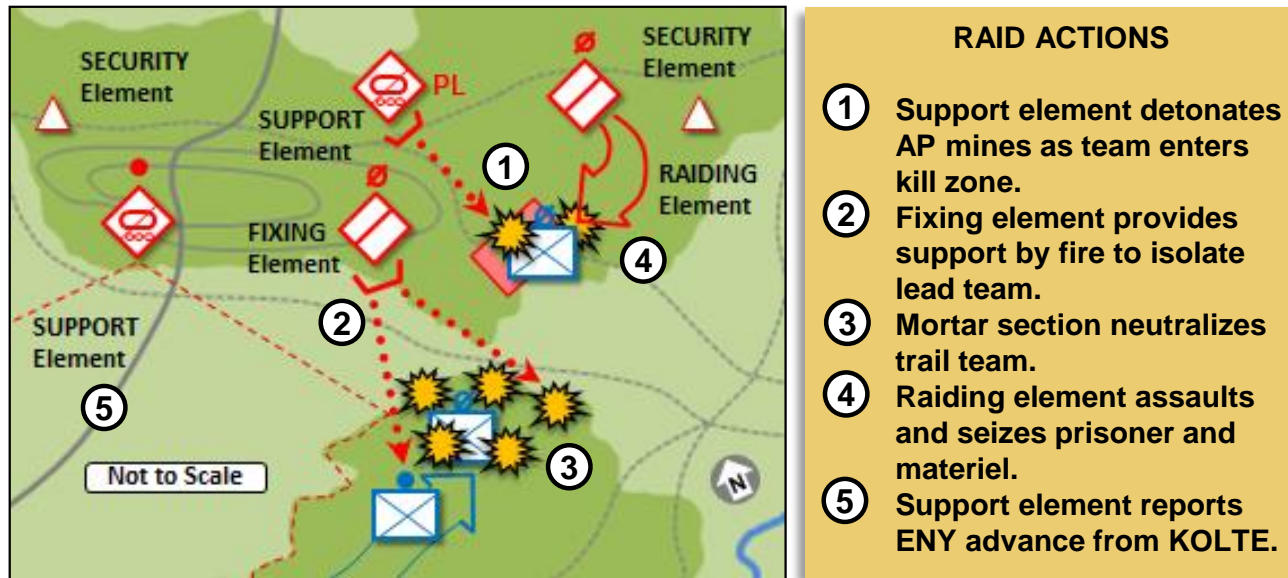 SECURITY
Element
SECURITY
Element
PL
SUPPORT
Element
RAIDING
Element
FIXING
Element
SUPPORT
Element
1
2
3
4
5
Not to Scale
N
RAID ACTIONS
1 Support element detonates
AP mines as team enters
kill zone.
2 Fixing element provides
support by fire to isolate
lead team.
3 Mortar section neutralizes
trail team.
4 Raiding element assaults
and seizes prisoner and
materiel.
5 Support element reports
ENY advance from KOLTE.